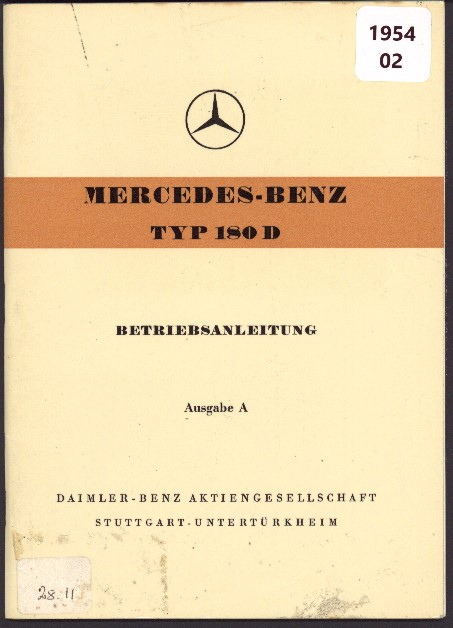 1954
02
MERCEDES-BENZ
TYP 180 D
BETRIEBSANLEITUNG
Ausgabe A
DAIMLER-BENZ AKTIENGESELLSCHAFT
STUTTGART-UNTERTÜRKHEIM
28.11